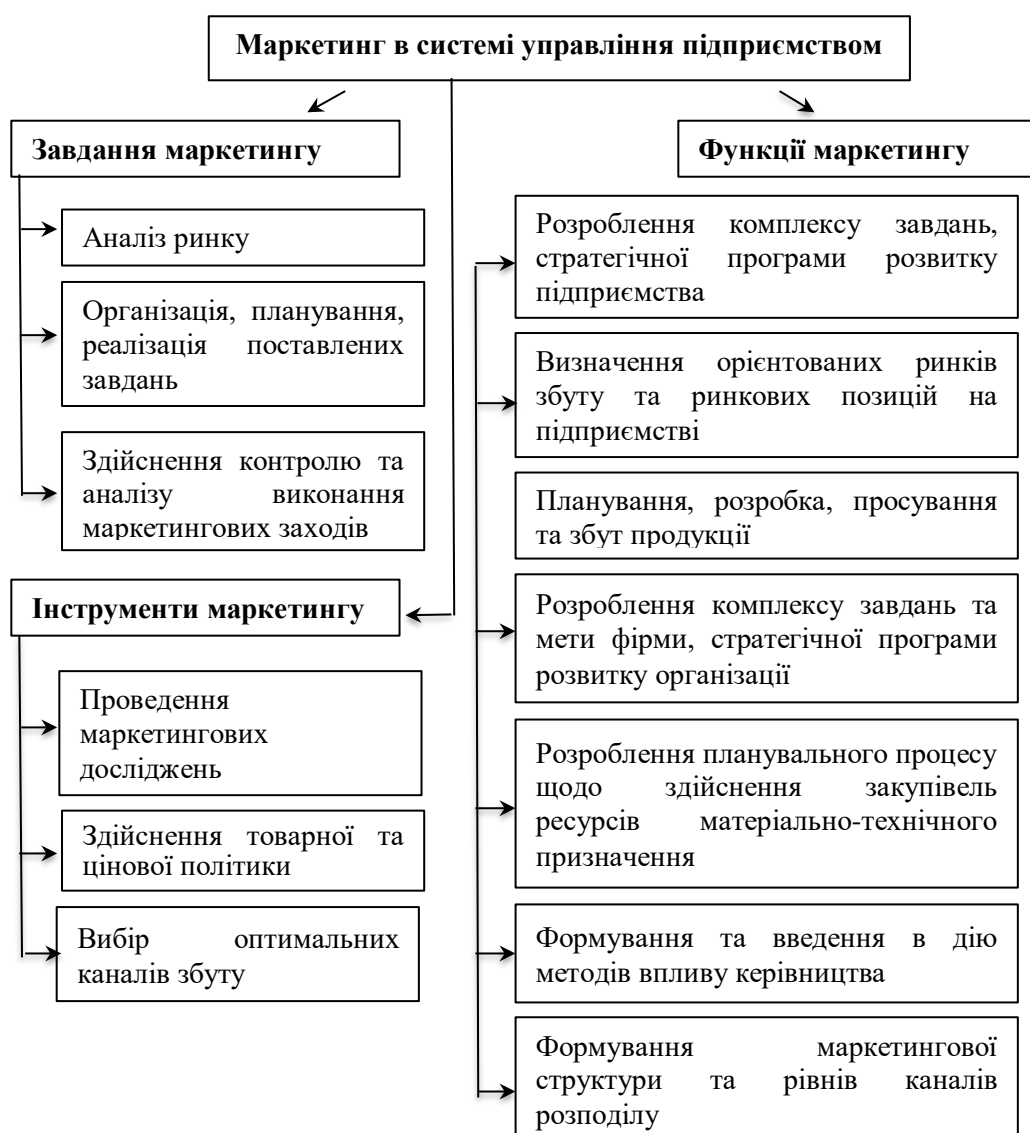 Маркетинг в системі управління підприємством
Завдання маркетингу
Аналіз ринку
Організація, планування,
реалізація поставлених
завдань
Здійснення контролю та
аналізу виконання
маркетингових заходів
Інструменти маркетингу
Проведення
маркетингових
досліджень
Здійснення товарної та
цінової політики
Вибір оптимальних
каналів збуту
Функції маркетингу
Розроблення комплексу завдань,
стратегічної програми розвитку
підприємства
Визначення орієнтованих ринків
збуту та ринкових позицій на
підприємстві
Планування, розробка, просування
та збут продукції
Розроблення комплексу завдань та
мети фірми, стратегічної програми
розвитку організації
Розроблення планувального процесу
щодо здійснення закупівель
ресурсів матеріально-технічного
призначення
Формування та введення в дію
методів впливу керівництва
Формування маркетингової
структури та рівнів каналів
розподілу